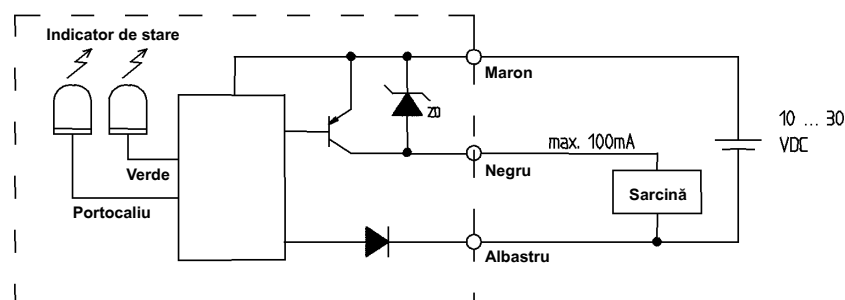 Indicator de stare
Maron
10 ... 30
VDC
ZD
max. 100mA
Verde
Negru
Sarcină
Portocaliu
Albastru